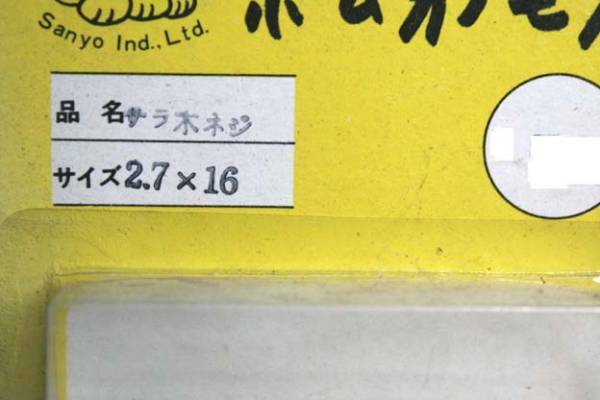 Sanyo Ind., Ltd.
品名 サラ木ネジ
サイズ 2.7×16